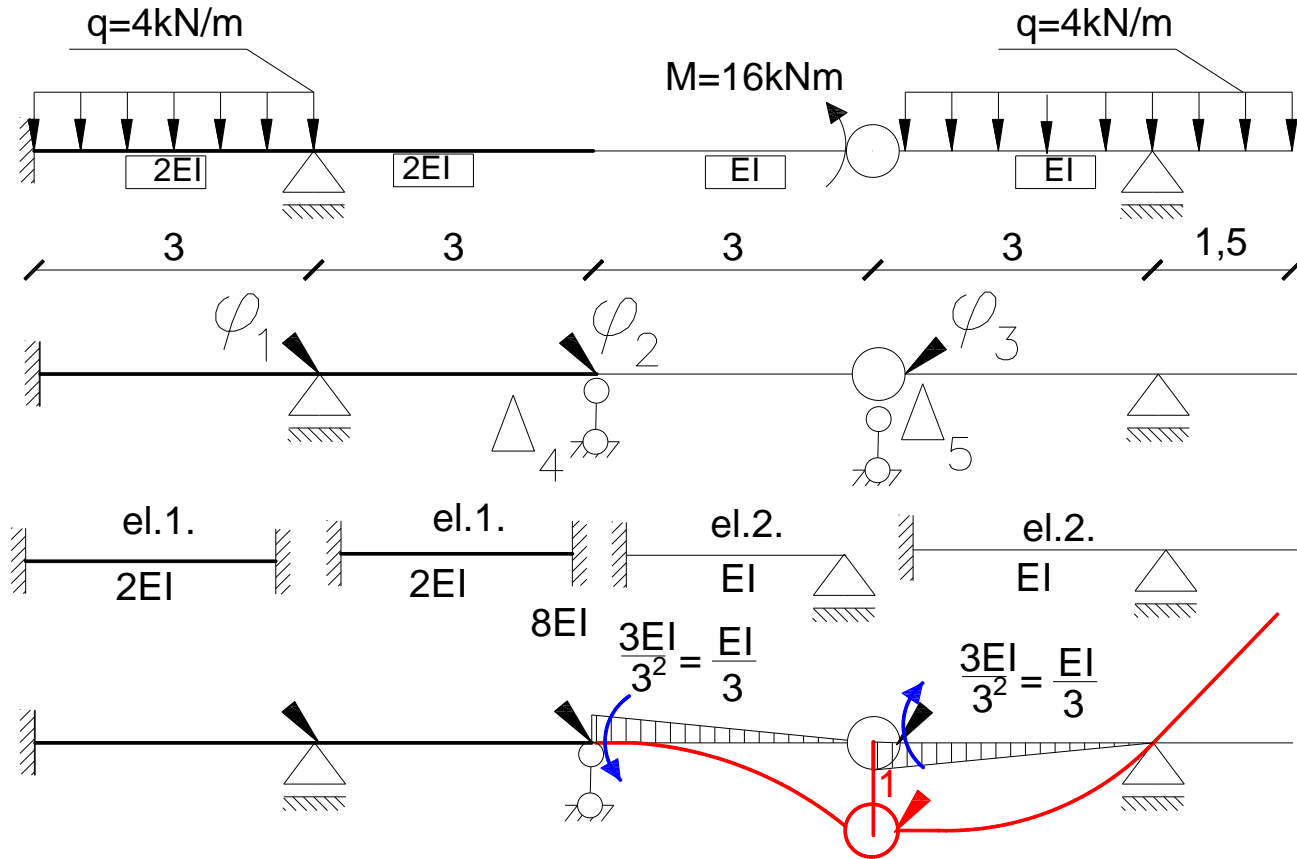 q=4kN/m q=4kN/m
M=16kNm
2EI 2EI EI EI
3 3 3 3 1,5
φ1 φ2 φ3
Δ4 Δ5
el.1. el.1. el.2. el.2.
2EI 2EI EI EI
8EI
3EI/3² = EI/3 3EI/3² = EI/3
1